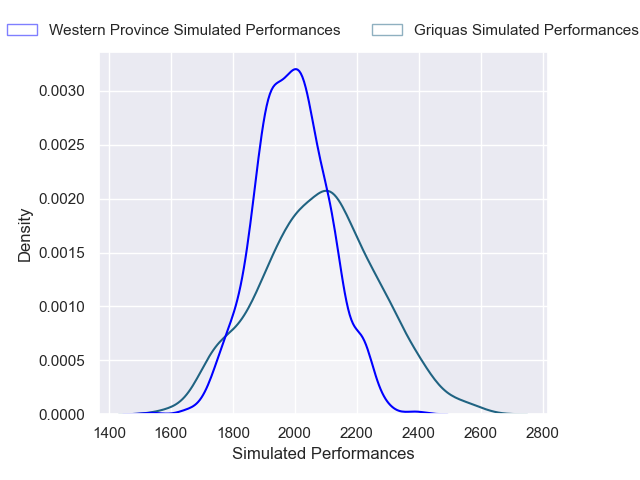 Western Province Simulated Performances
Griquas Simulated Performances
0.0030
0.0025
0.0020
0.0015
0.0010
0.0005
0.0000
Density
1400 1600 1800 2000 2200 2400 2600 2800
Simulated Performances